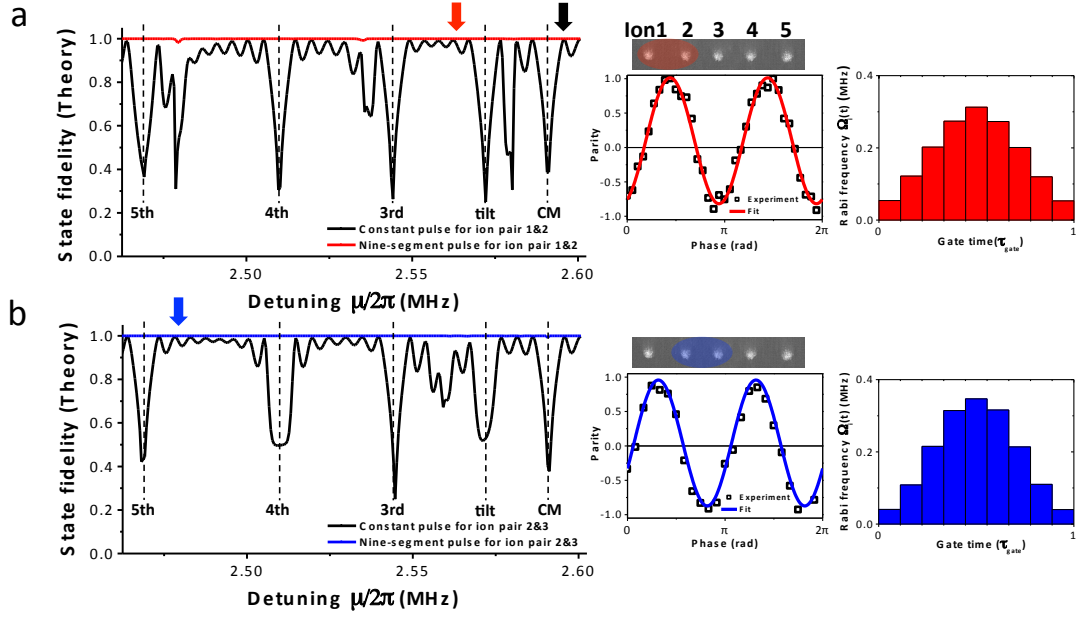 a
State fidelity (Theory)
1.0
0.8
0.6
0.4
0.2
0.0
5th
4th
3rd
tilt
CM
Constant pulse for ion pair 1&2
Nine-segment pulse for ion pair 1&2
2.50
2.55
2.60
Detuning μ/2π (MHz)
Ion1 2 3 4 5
Parity
1.0
0.5
0.0
-0.5
-1.0
Experiment
Fit
0
π
2π
Phase (rad)
Rabi frequency Ωi(t) (MHz)
0.4
0.2
0.0
0
1
Gate time(τgate)
b
State fidelity (Theory)
1.0
0.8
0.6
0.4
0.2
0.0
5th
4th
3rd
tilt
CM
Constant pulse for ion pair 2&3
Nine-segment pulse for ion pair 2&3
2.50
2.55
2.60
Detuning μ/2π (MHz)
Parity
1.0
0.5
0.0
-0.5
-1.0
Experiment
Fit
0
π
2π
Phase (rad)
Rabi frequency Ωi(t) (MHz)
0.4
0.2
0.0
0
1
Gate time (τgate)